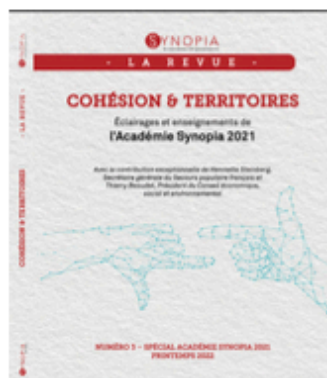 SYNOPIA
- LA REVUE -
COHÉSION & TERRITOIRES
Éclairages et enseignements de
l'Académie Synopia 2021
Avec la contribution exceptionnelle de Henriette Steinberg,
Secrétaire générale du Secours populaire français et
Thierry Beaudet, Président du Conseil économique,
social et environnemental.
NUMÉRO 3 – SPÉCIAL ACADÉMIE SYNOPIA 2021
PRINTEMPS 2022
- LA REVUE -
COHÉSION & TERRITOIRES